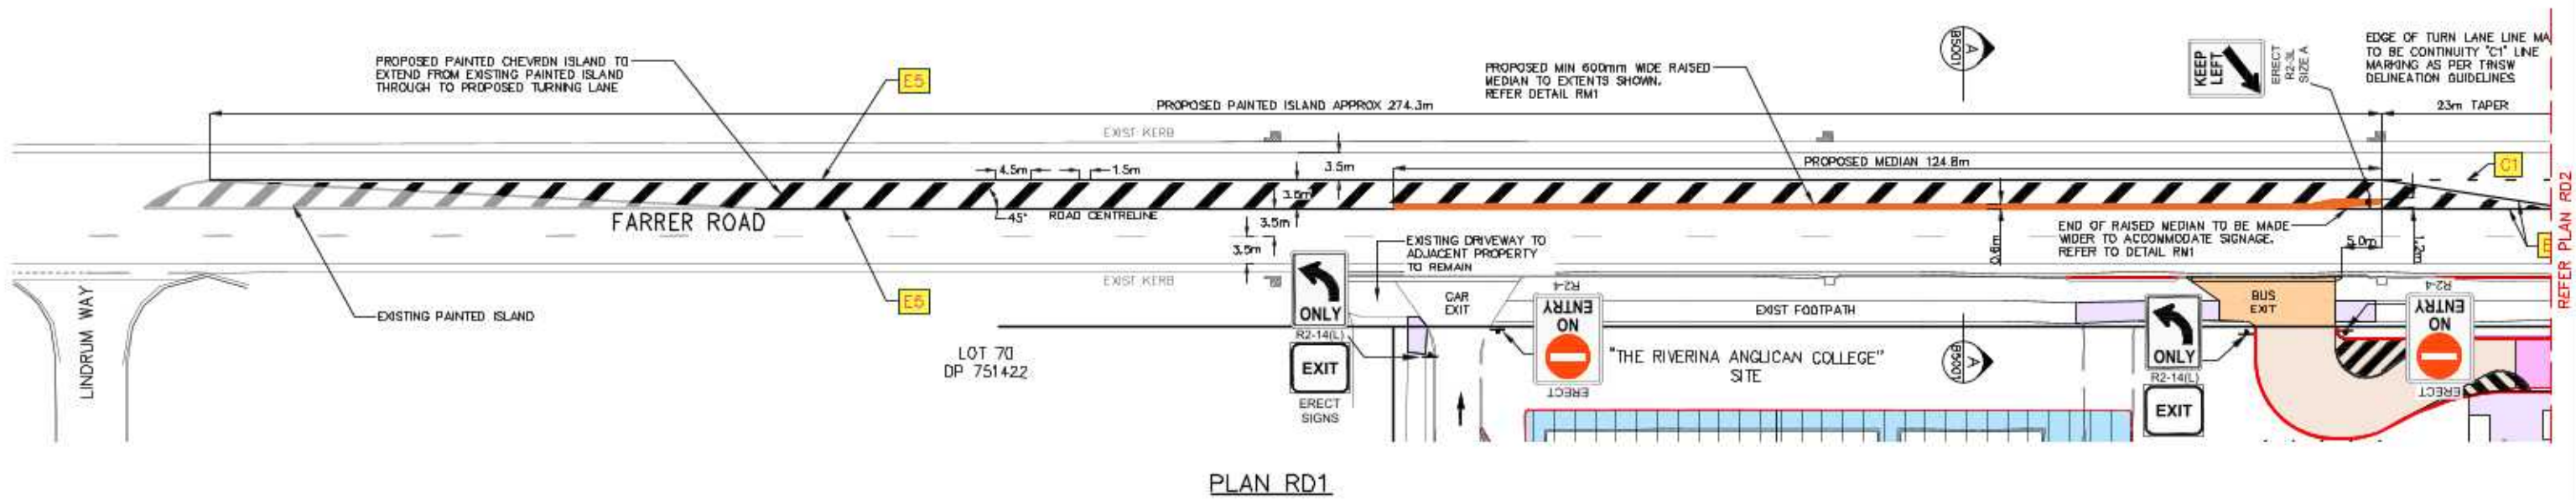 PROPOSED PAINTED CHEVRON ISLAND TO
EXTEND FROM EXISTING PAINTED ISLAND
THROUGH TO PROPOSED TURNING LANE
E5
PROPOSED PAINTED ISLAND APPROX 274.3m
PROPOSED MIN 600mm WIDE RAISED
MEDIAN TO EXTENTS SHOWN.
REFER DETAIL RM1
A
B5001
KEEP
LEFT
ERECT
R2-3L
SIZE A
EDGE OF TURN LANE LINE MA
TO BE CONTINUITY "C1" LINE
MARKING AS PER TfNSW
DELINEATION GUIDELINES
23m TAPER
EXIST KERB
3.5m
4.5m
1.5m
PROPOSED MEDIAN 124.8m
C1
REFER PLAN RD2
FARRER ROAD
45°
ROAD CENTRELINE
3.5m
3.5m
3.5m
EXISTING DRIVEWAY TO
ADJACENT PROPERTY
TO REMAIN
0.6m
END OF RAISED MEDIAN TO BE MADE
WIDER TO ACCOMMODATE SIGNAGE.
REFER TO DETAIL RM1
5.0m
1.2m
E
EXIST KERB
E5
EXISTING PAINTED ISLAND
LINDRUM WAY
LOT 70
DP 751422
ONLY
R2-14(L)
EXIT
ERECT
SIGNS
CAR
EXIT
R2-4
NO
ENTRY
ERECT
EXIST FOOTPATH
"THE RIVERINA ANGLICAN COLLEGE"
SITE
A
B5001
ONLY
R2-14(L)
EXIT
BUS
EXIT
R2-4
NO
ENTRY
ERECT
PLAN RD1